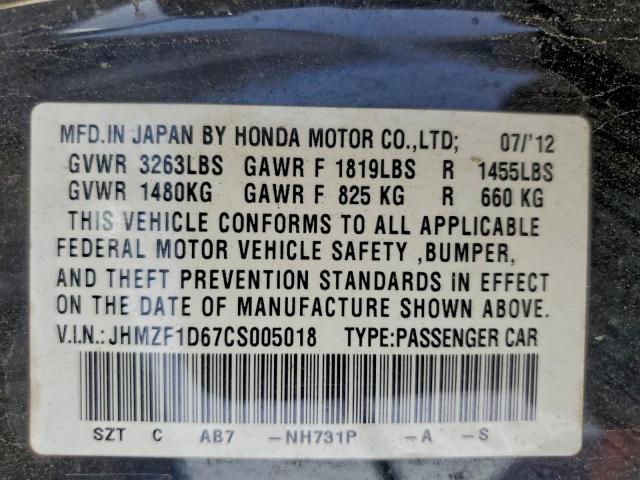 MFD.IN JAPAN BY HONDA MOTOR CO.,LTD; 07/'12
GVWR 3263LBS GAWR F 1819LBS R 1455LBS
GVWR 1480KG GAWR F 825 KG R 660 KG
THIS VEHICLE CONFORMS TO ALL APPLICABLE
FEDERAL MOTOR VEHICLE SAFETY ,BUMPER,
AND THEFT PREVENTION STANDARDS IN EFFECT
ON THE DATE OF MANUFACTURE SHOWN ABOVE.
V.I.N.: JHMZF1D67CS005018 TYPE:PASSENGER CAR
SZT C AB7 -NH731P -A -S